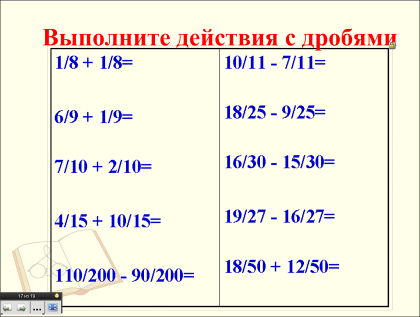 Выполните действия с дробями
1/8 + 1/8=
6/9 + 1/9=
7/10 + 2/10=
4/15 + 10/15=
110/200 - 90/200=
10/11 - 7/11=
18/25 - 9/25=
16/30 - 15/30=
19/27 - 16/27=
18/50 + 12/50=
17 из 19